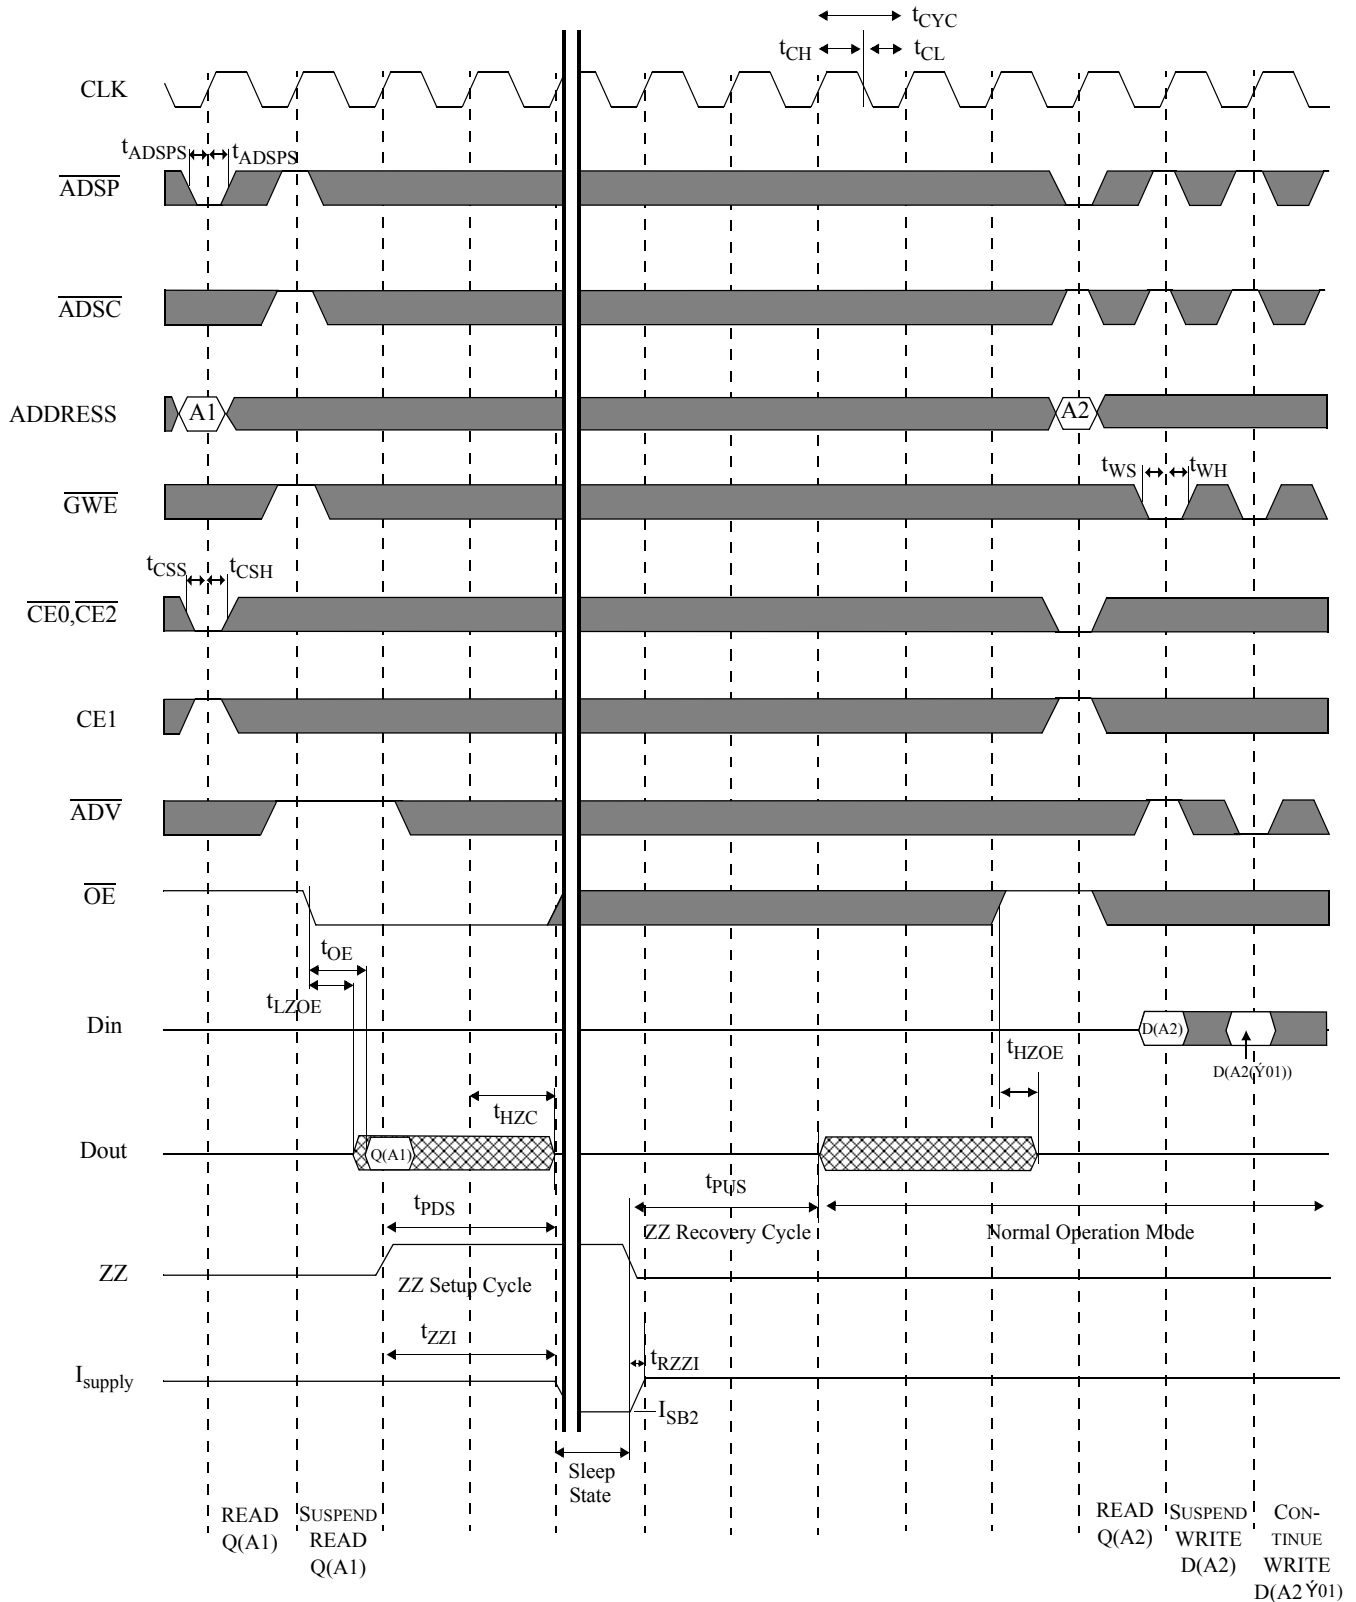 tCYC
tCH tCL
CLK
tADSPS tADSPS
ADSP
ADSC
ADDRESS A1 A2
tWS tWH
GWE
tCSS tCSH
CE0,CE2
CE1
ADV
OE
tOE
tLZOE
Din D(A2)
tHZOE
D(A2(Ý01))
tHZC
Dout Q(A1)
tPUS
tPDS
ZZ Recovery Cycle Normal Operation Mode
ZZ
ZZ Setup Cycle
tZZI
tRZZI
Isupply
ISB2
Sleep
State
READ
Q(A1)
SUSPEND
READ
Q(A1)
READ
Q(A2)
SUSPEND
WRITE
D(A2)
CON-
TINUE
WRITE
D(A2Ý01)